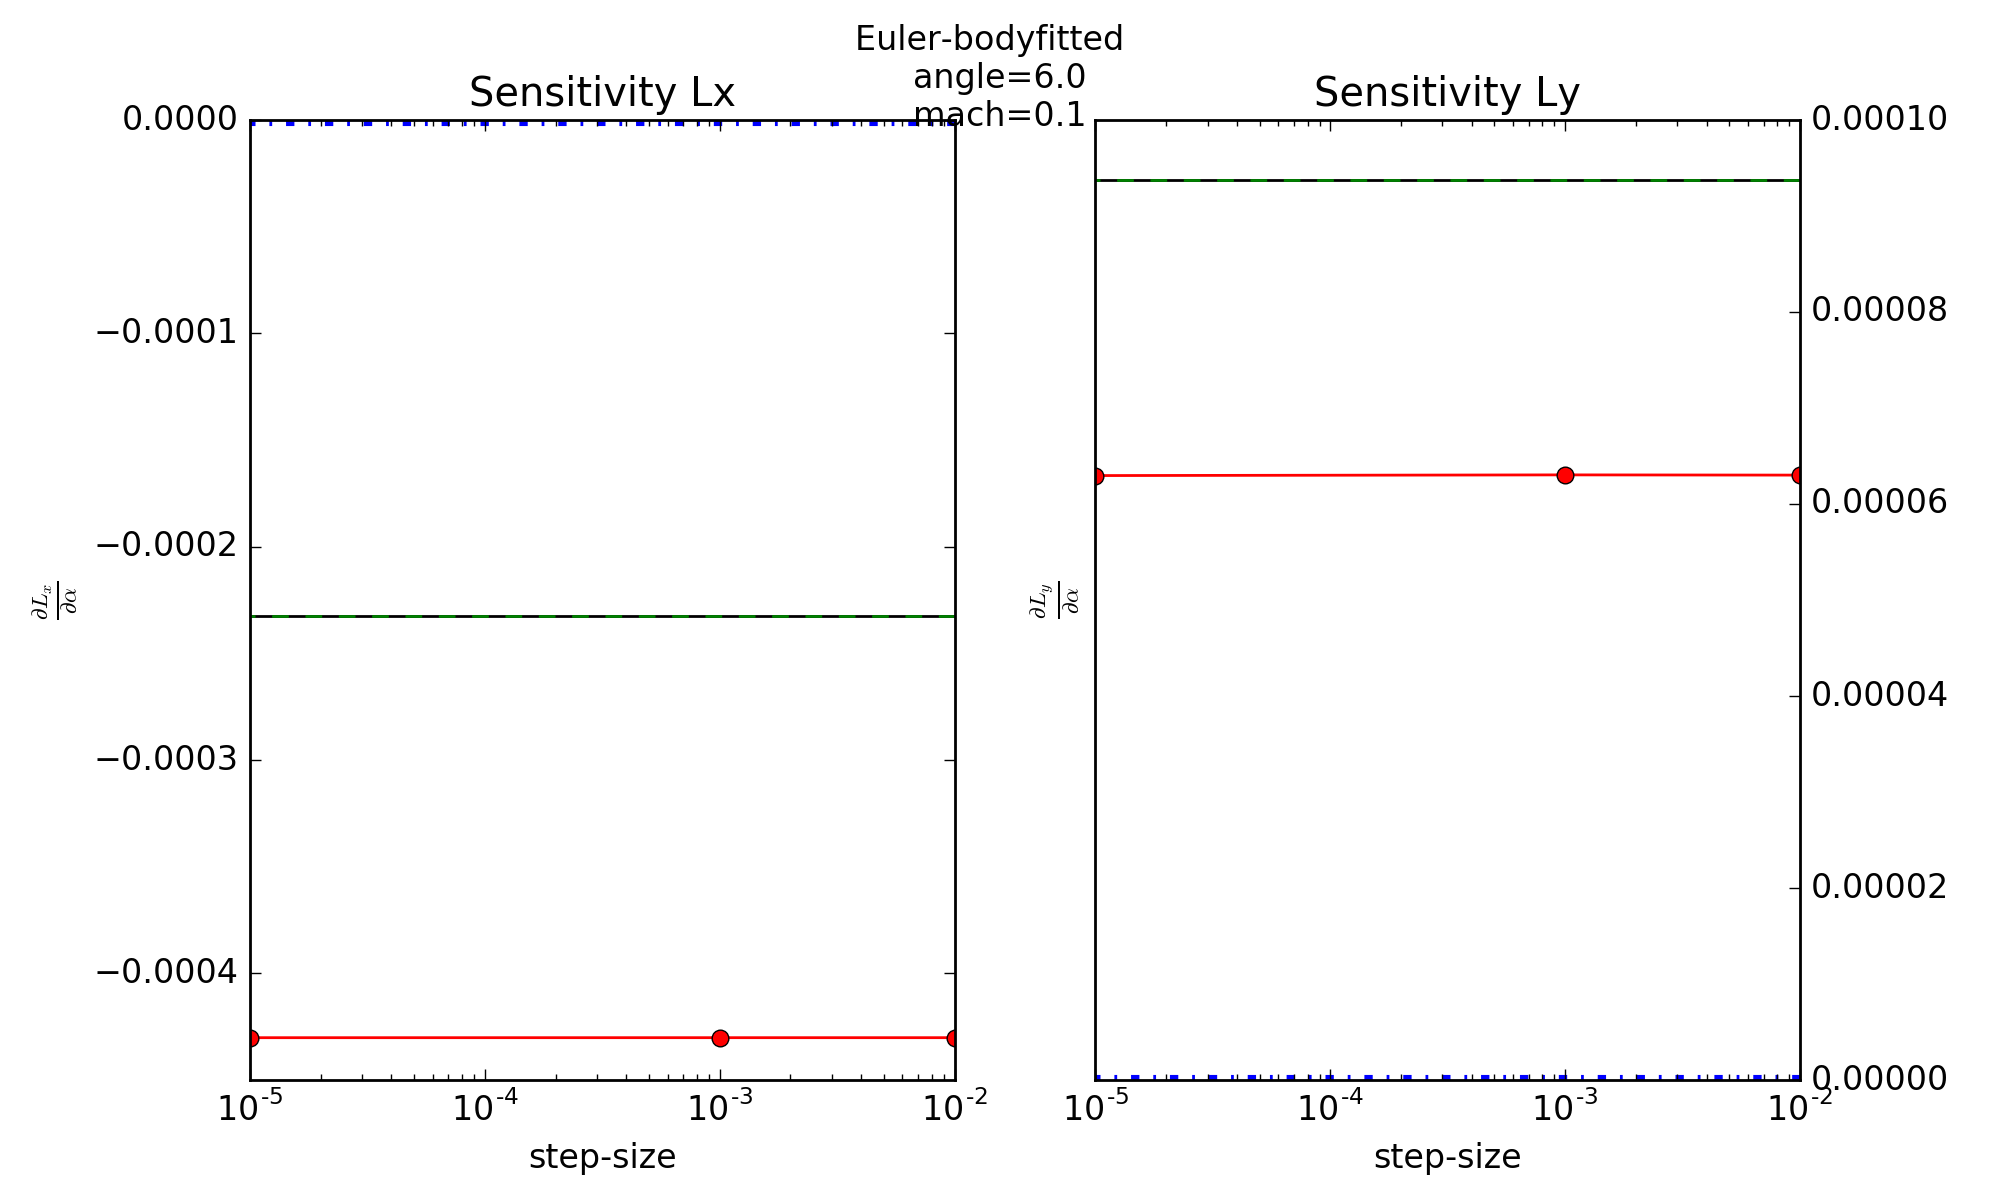 Euler-bodyfitted
angle=6.0
mach=0.1
Sensitivity Lx
0.0000
−0.0001
−0.0002
−0.0003
−0.0004
∂Lₓ/∂α
10⁻⁵ 10⁻⁴ 10⁻³ 10⁻²
step-size
Sensitivity Ly
0.00010
0.00008
0.00006
0.00004
0.00002
0.00000
∂L_y/∂α
10⁻⁵ 10⁻⁴ 10⁻³ 10⁻²
step-size